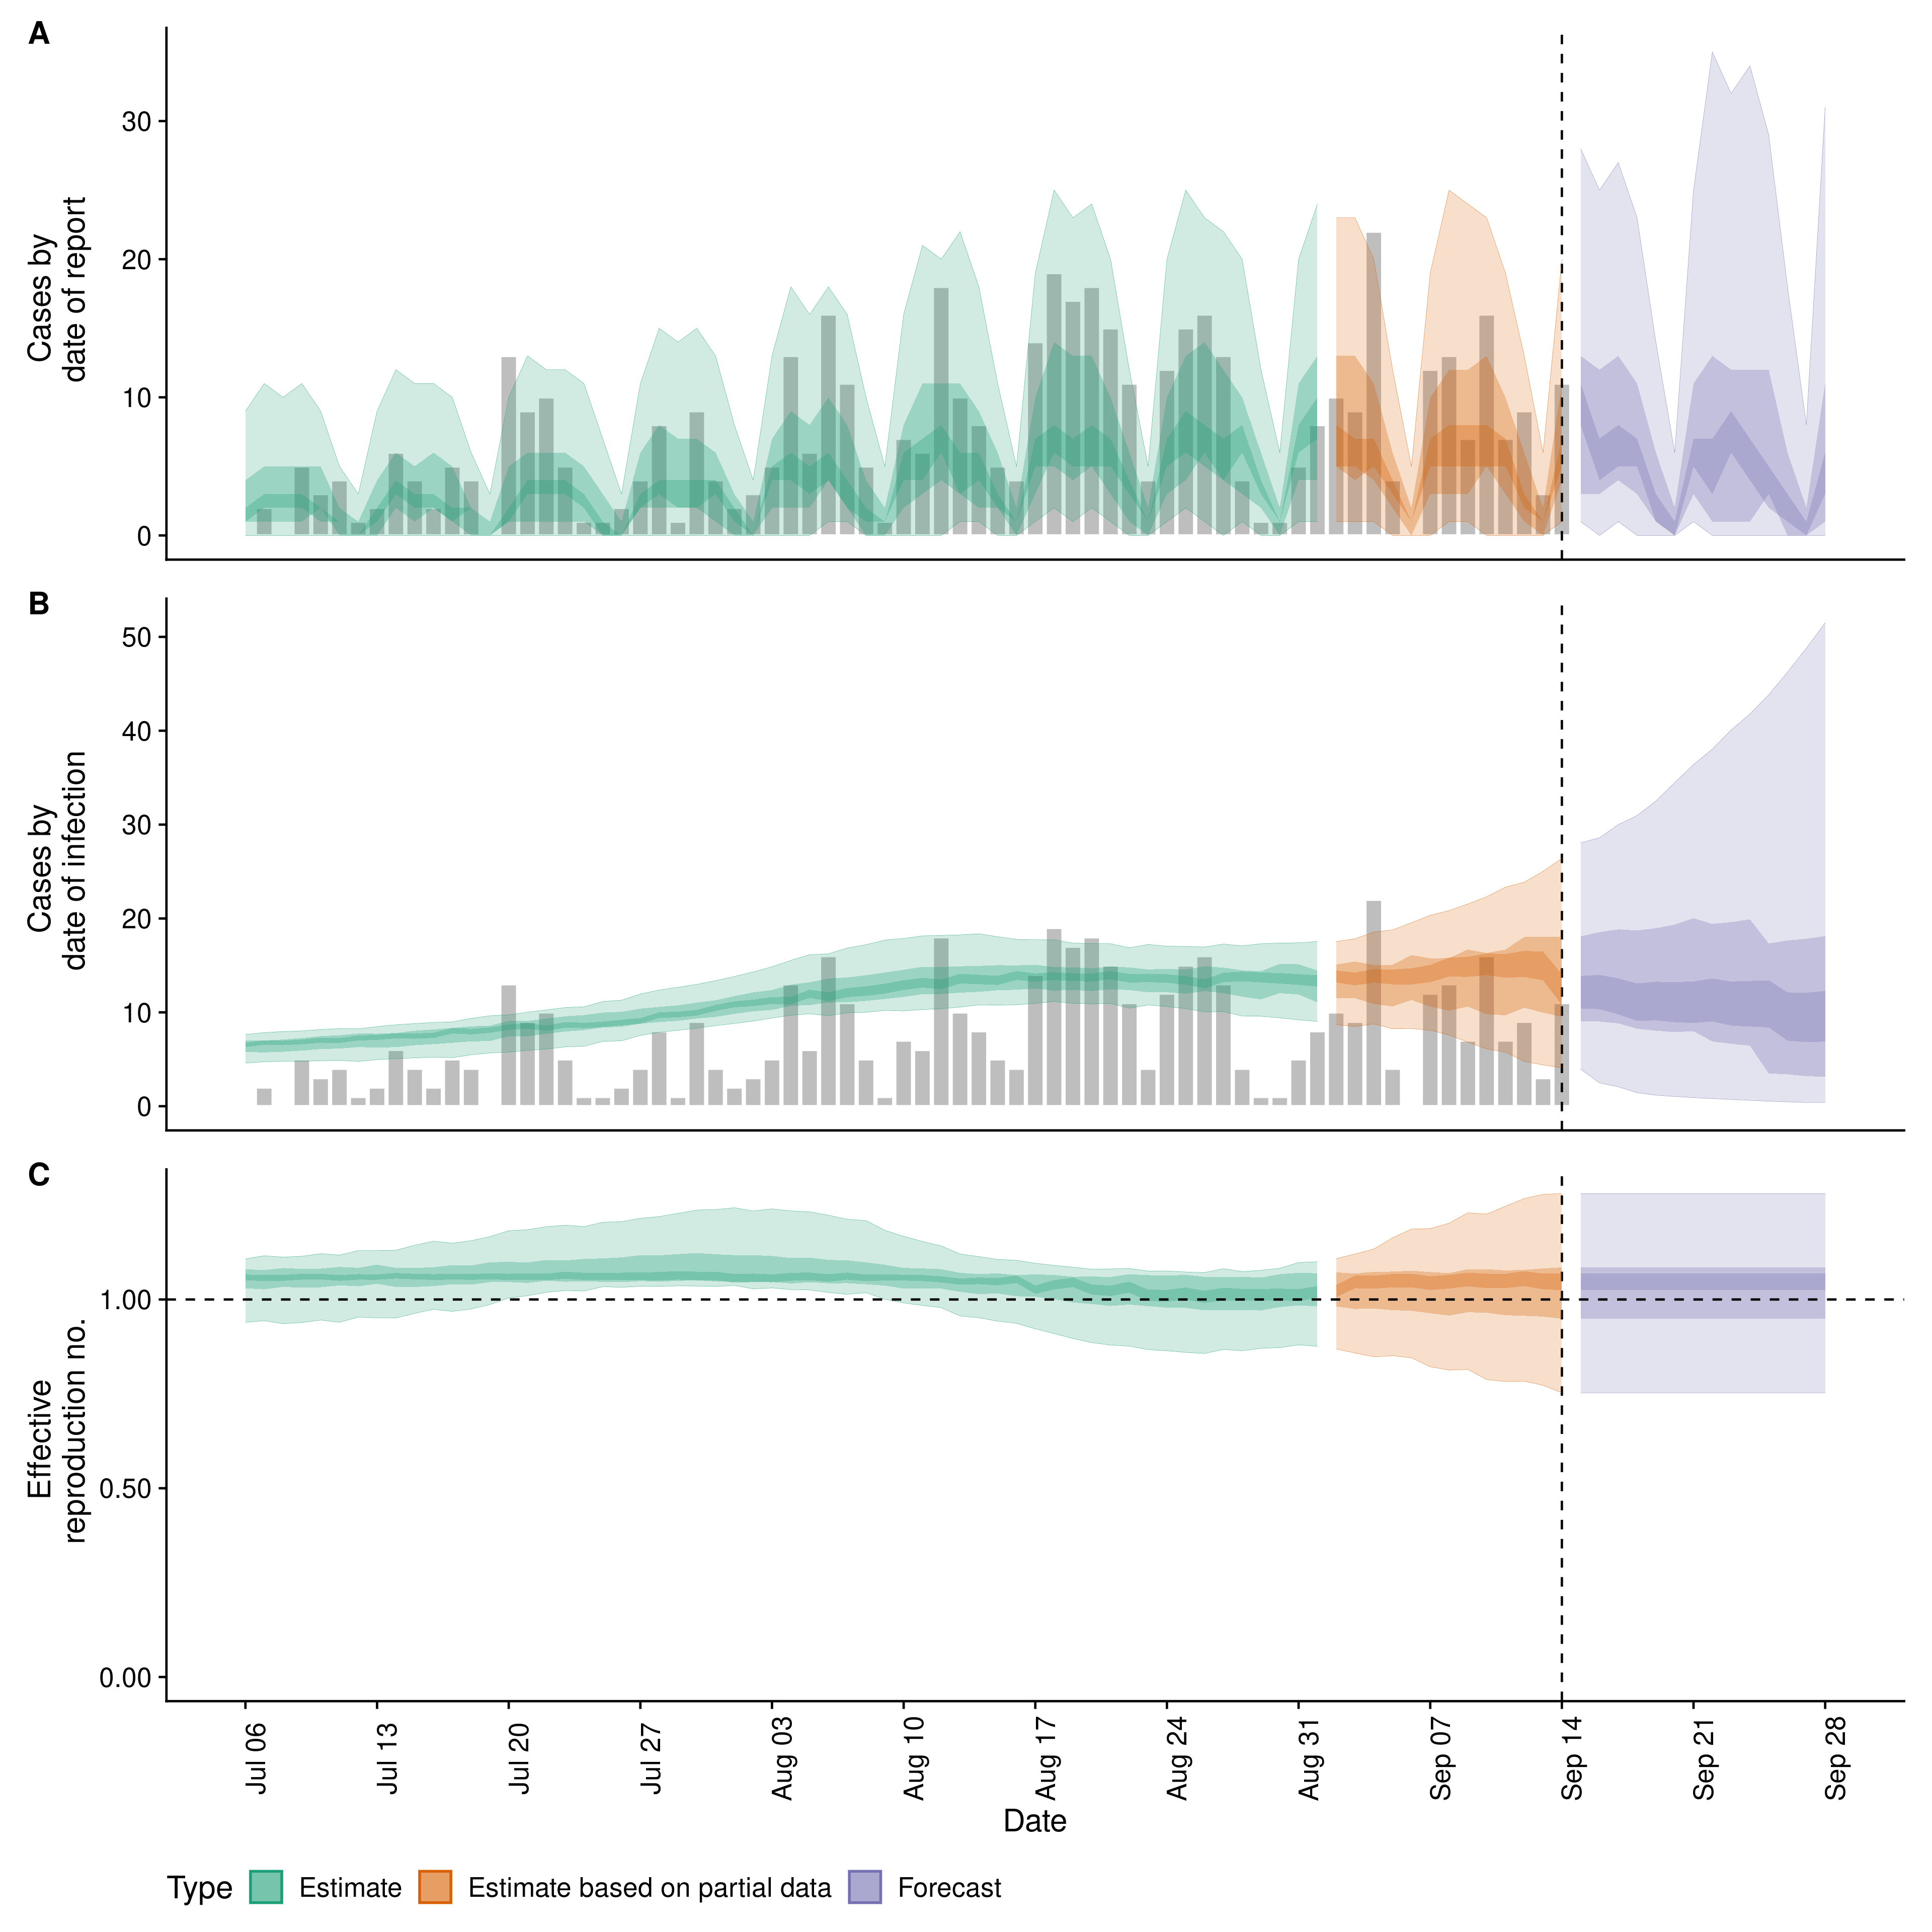 A
Cases by
date of report
30
20
10
0
B
Cases by
date of infection
50
40
30
20
10
0
C
Effective
reproduction no.
1.00
0.50
0.00
Jul 06
Jul 13
Jul 20
Jul 27
Aug 03
Aug 10
Aug 17
Aug 24
Aug 31
Sep 07
Sep 14
Sep 21
Sep 28
Date
Type Estimate Estimate based on partial data Forecast